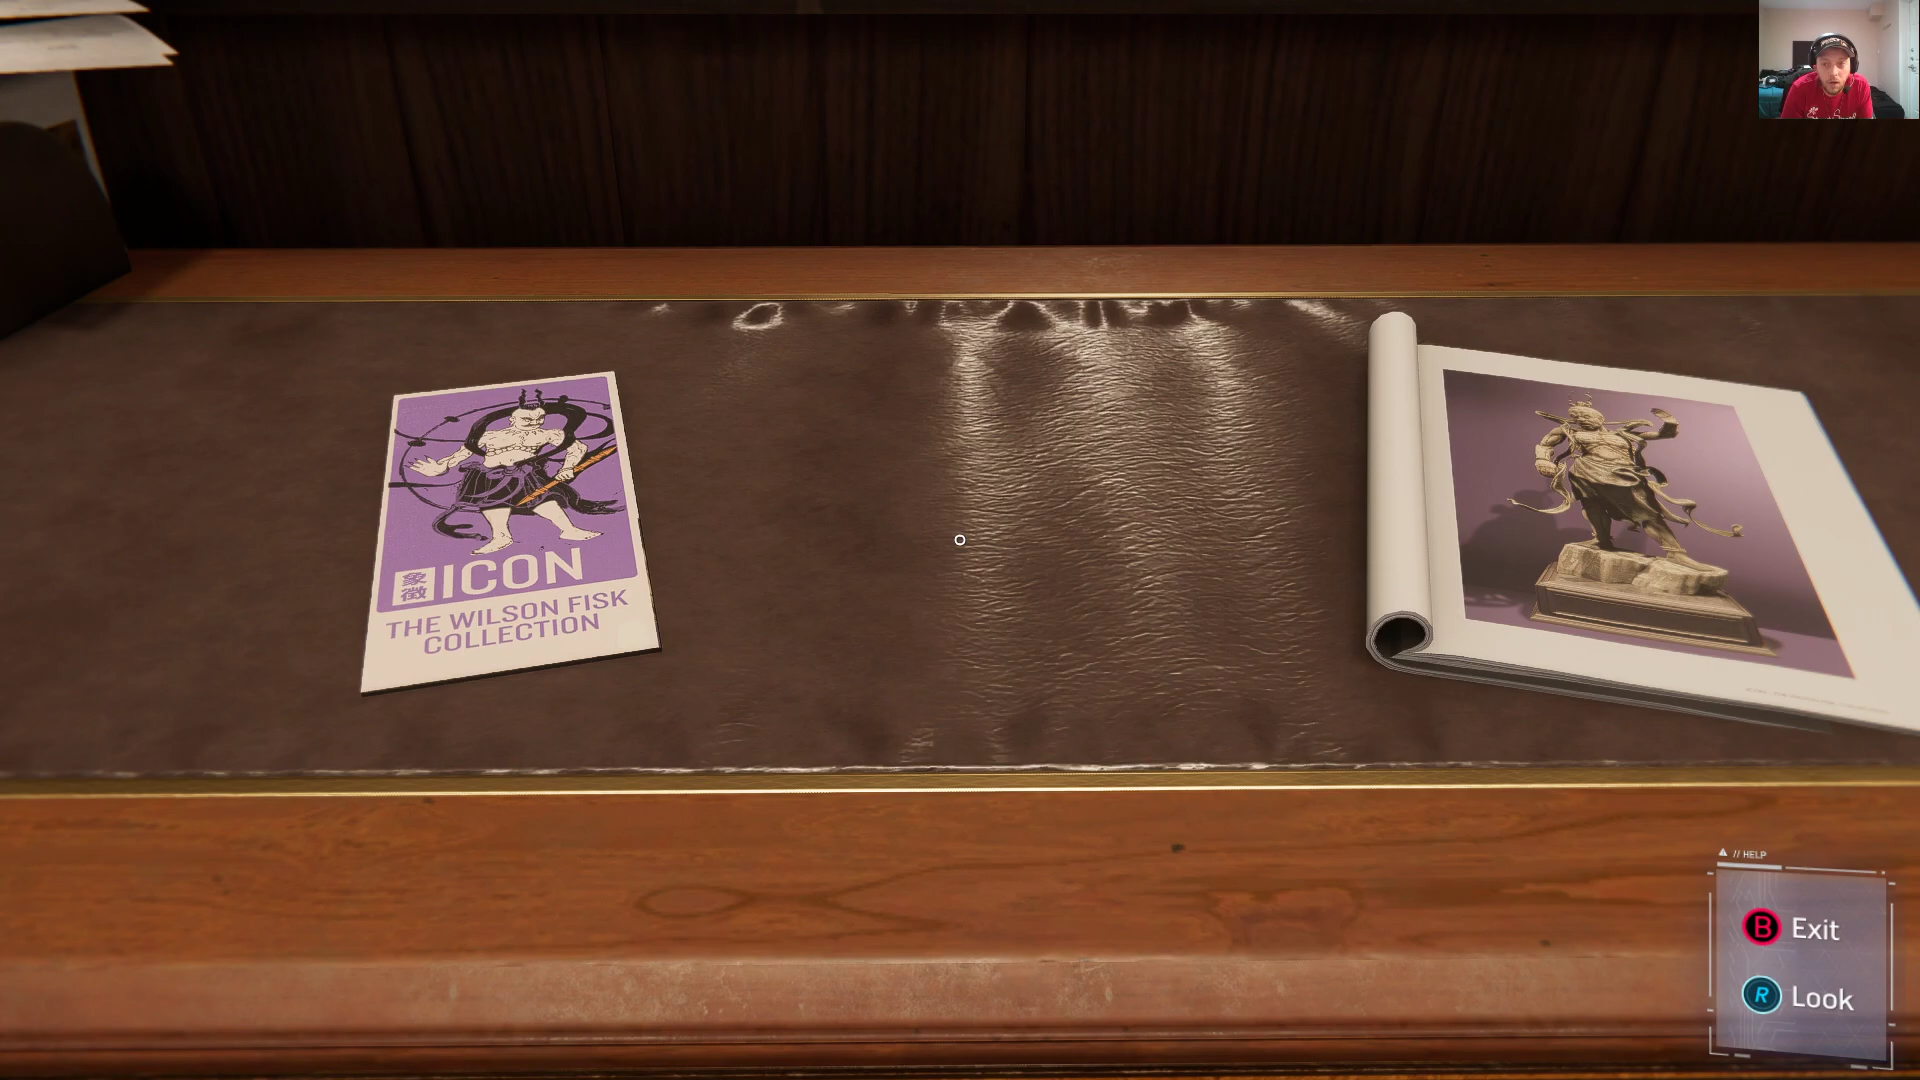 象徵 ICON
THE WILSON FISK
COLLECTION
// HELP
B Exit
R Look